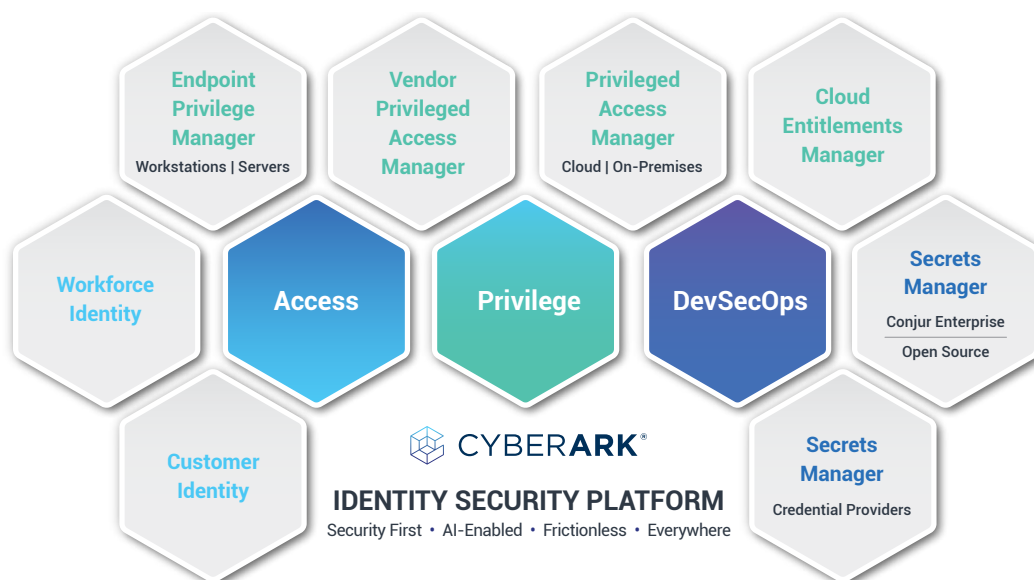 Endpoint
Privilege
Manager
Workstations | Servers
Vendor
Privileged
Access
Manager
Privileged
Access
Manager
Cloud | On-Premises
Cloud
Entitlements
Manager
Workforce
Identity
Access
Privilege
DevSecOps
Secrets
Manager
Conjur Enterprise
Open Source
Customer
Identity
CYBERARK®
IDENTITY SECURITY PLATFORM
Security First • AI-Enabled • Frictionless • Everywhere
Secrets
Manager
Credential Providers